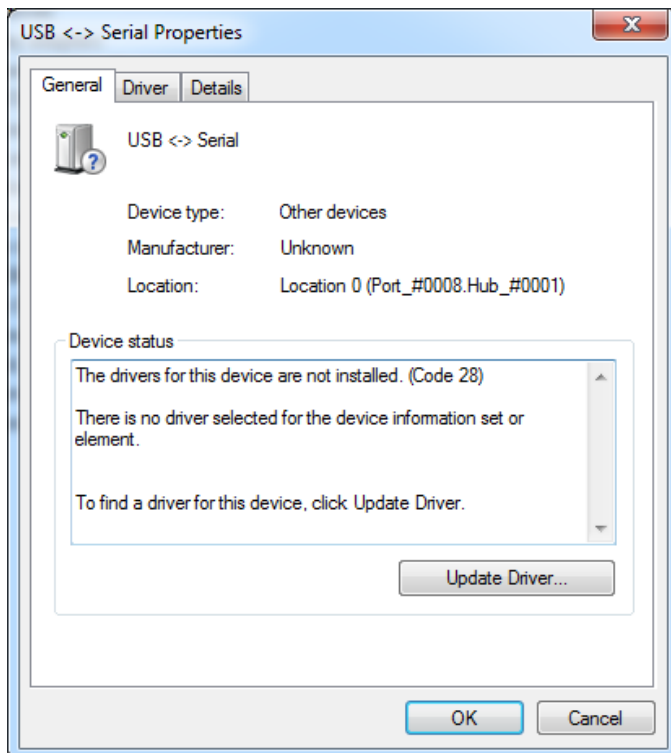 USB <-> Serial Properties
General Driver Details
USB <-> Serial
Device type: Other devices
Manufacturer: Unknown
Location: Location 0 (Port_#0008.Hub_#0001)
Device status
The drivers for this device are not installed. (Code 28)
There is no driver selected for the device information set or
element.
To find a driver for this device, click Update Driver.
Update Driver...
OK Cancel